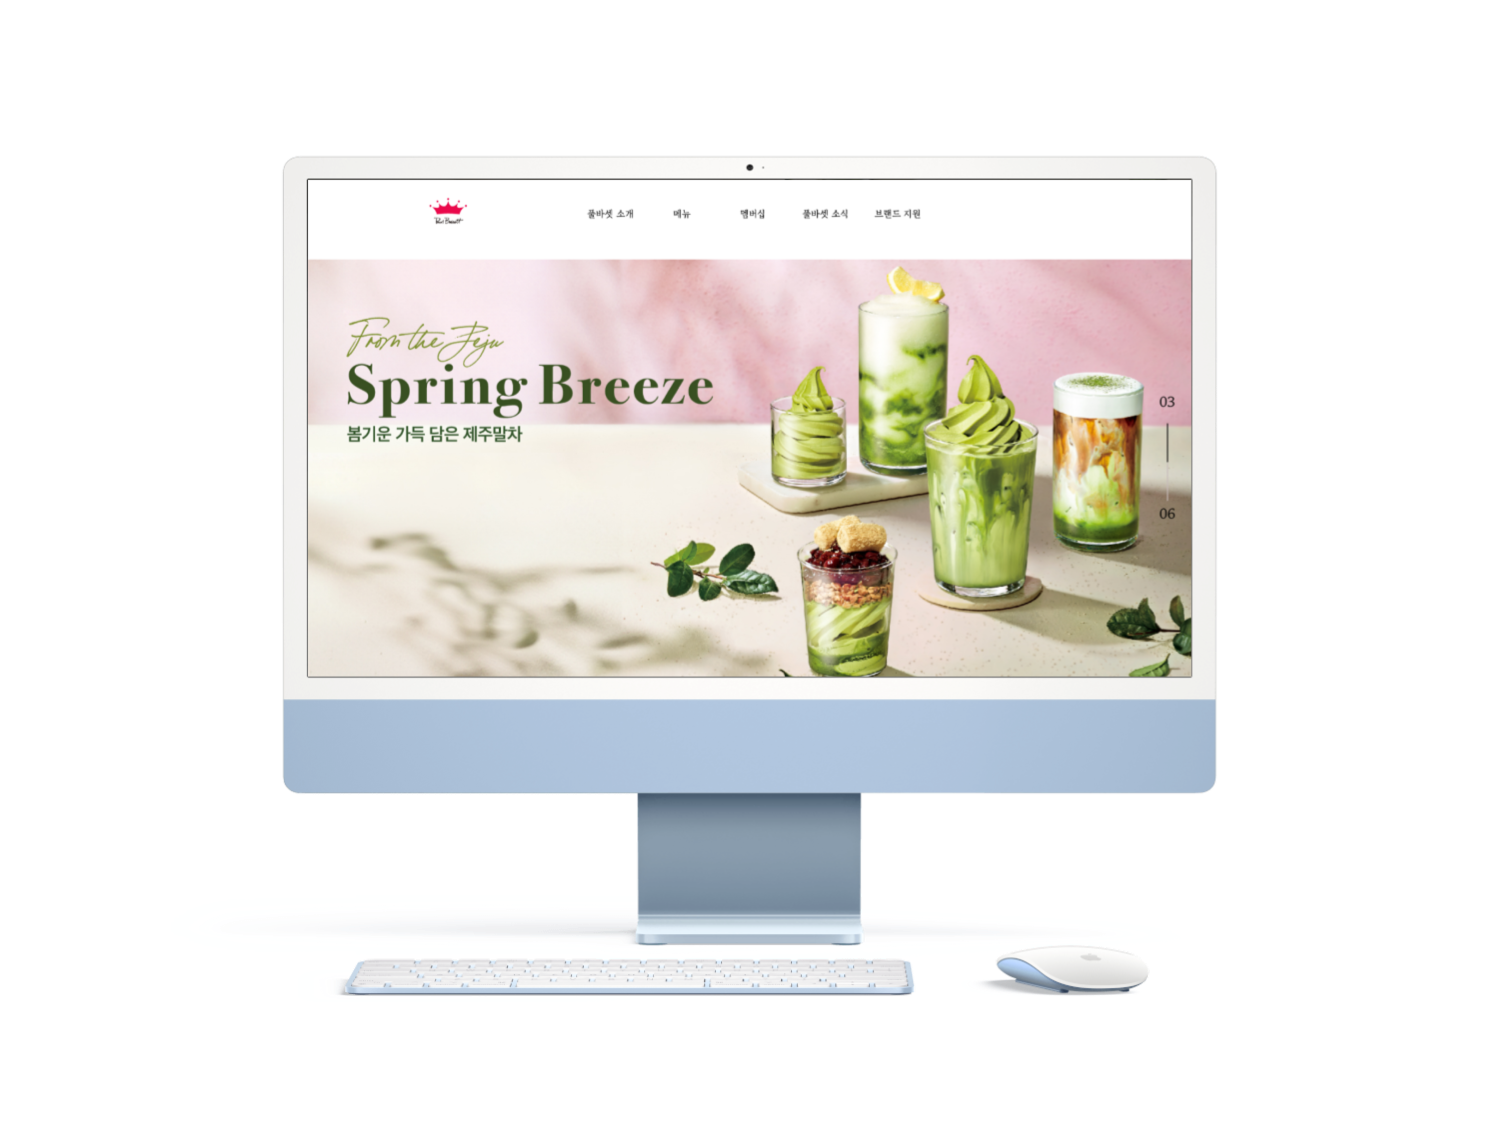 Paul Bassett
폴바셋 소개 메뉴 멤버십 폴바셋 소식 브랜드 지원
From the Jeju
Spring Breeze
봄기운 가득 담은 제주말차
03
06